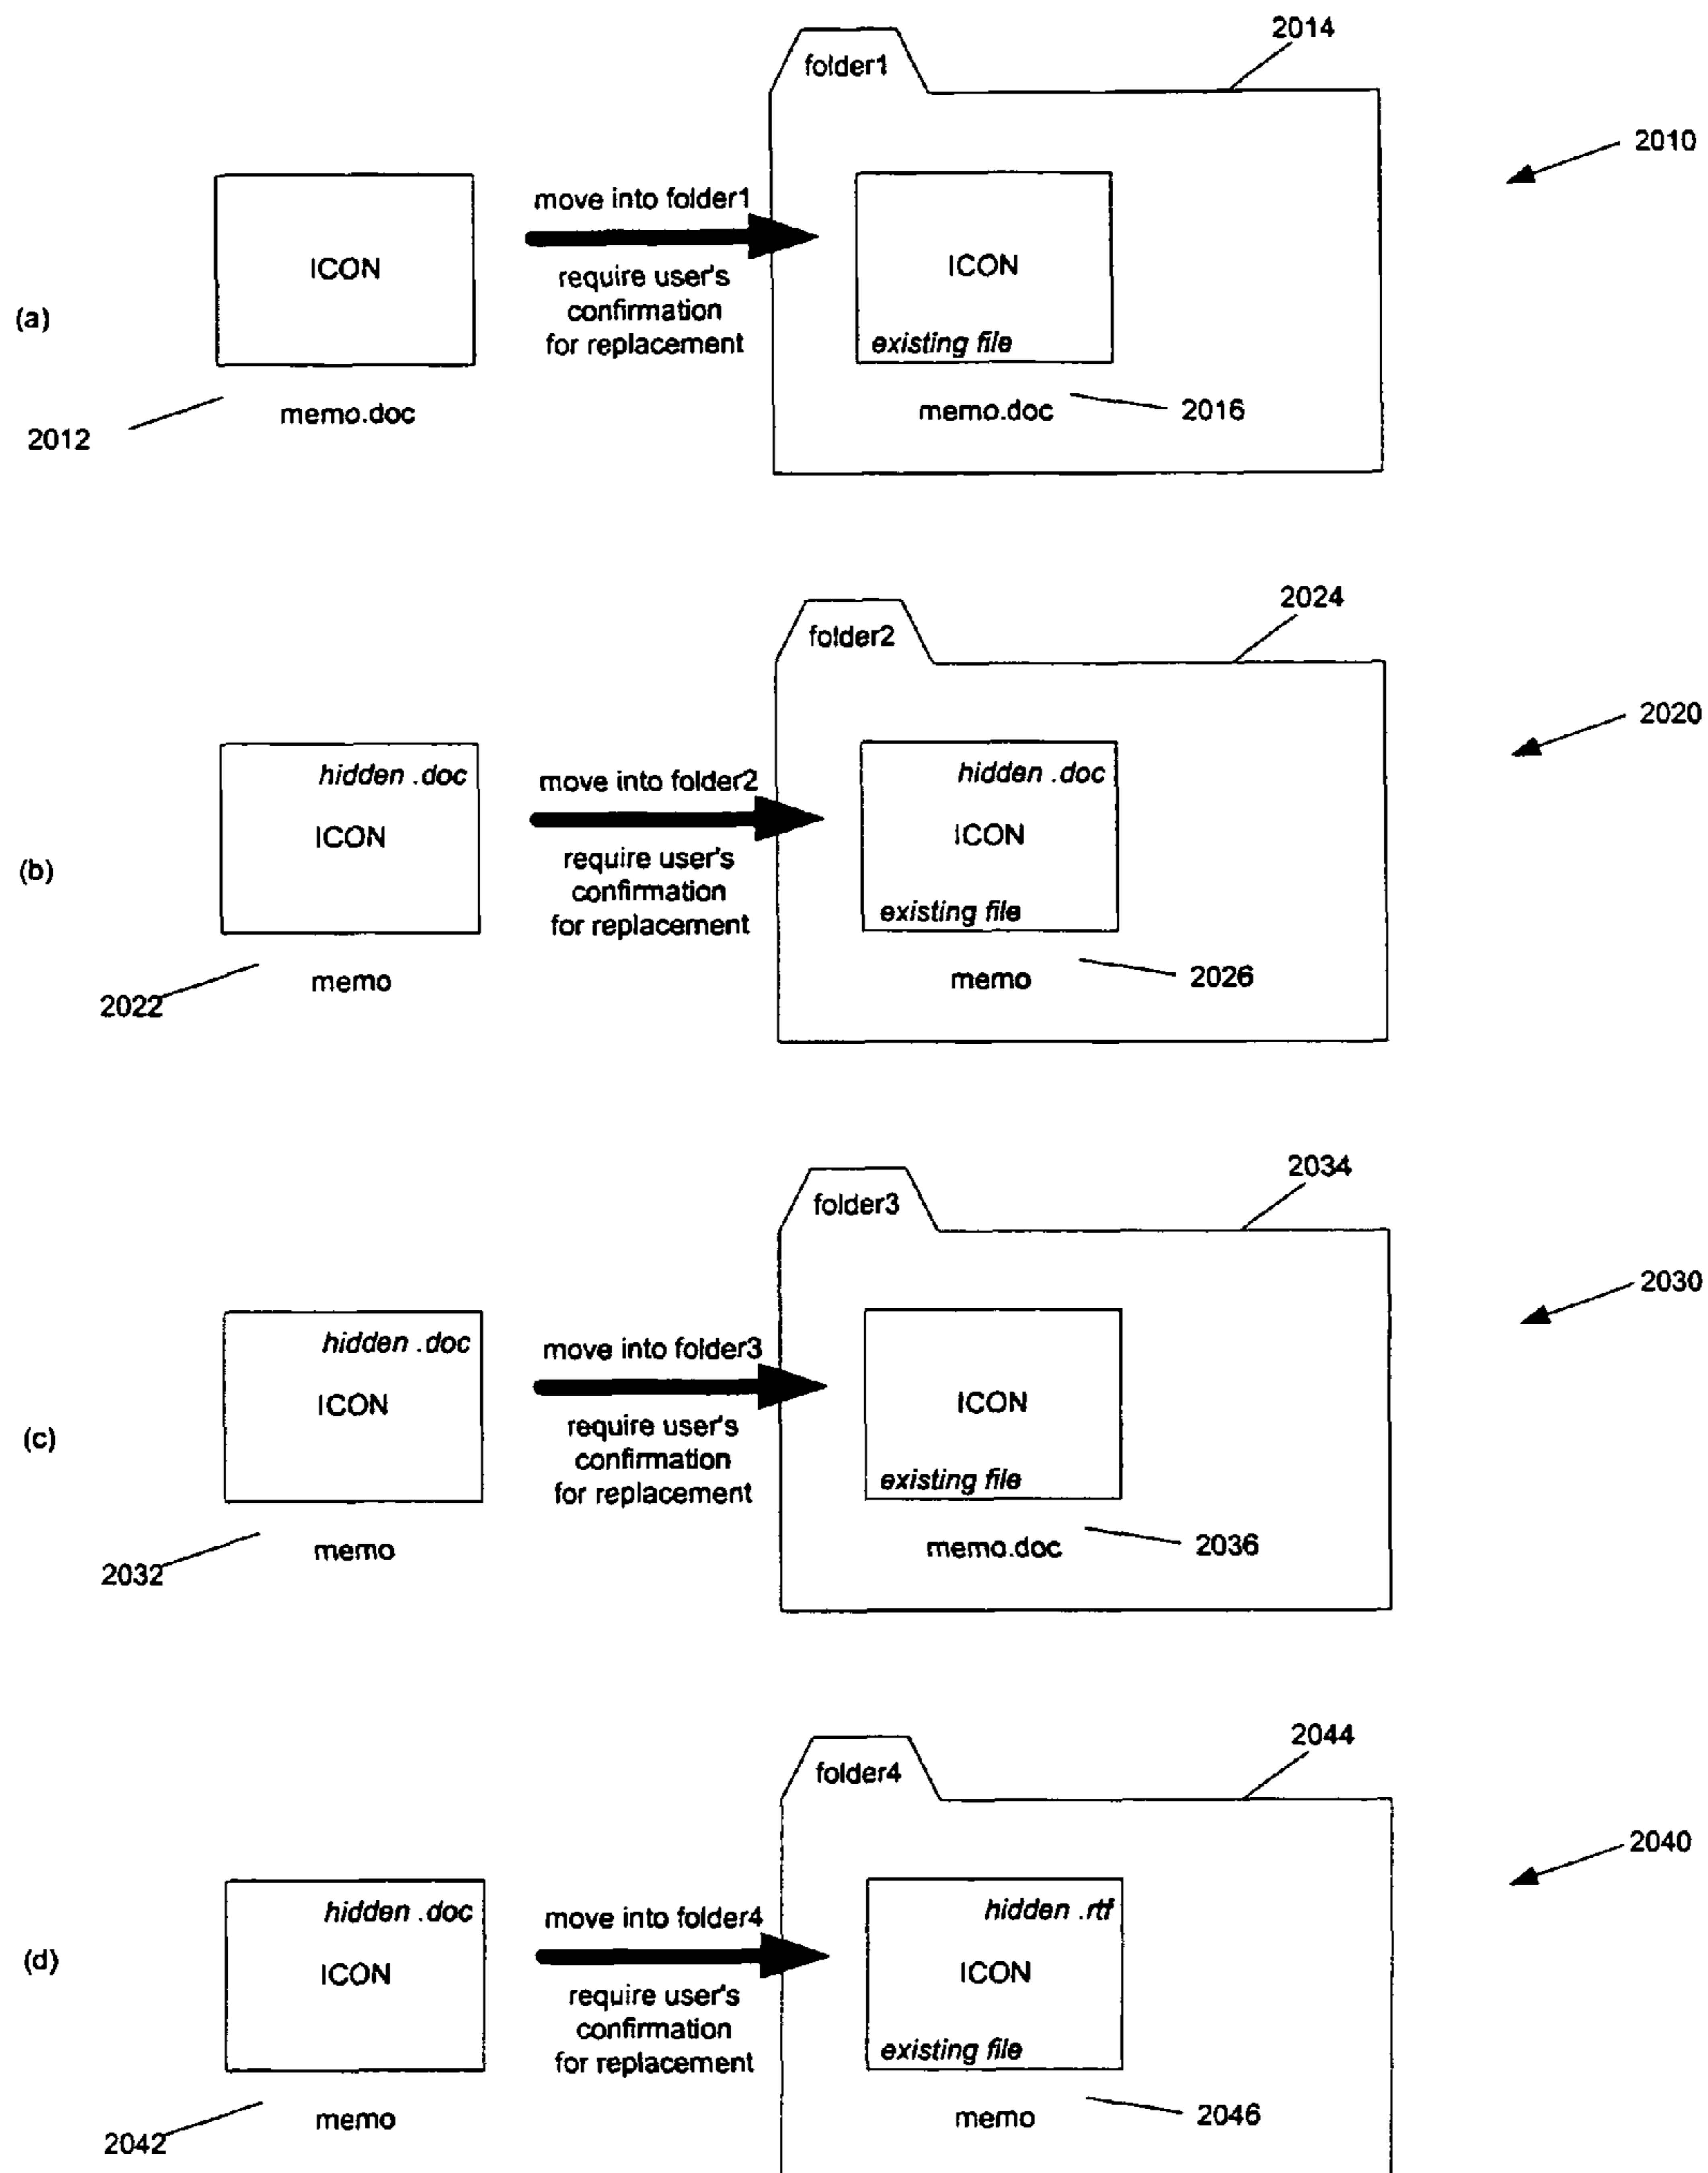 folder1
2014
2010
move into folder1
ICON
ICON
require user's
confirmation
for replacement
(a)
existing file
memo.doc
memo.doc
2016
2012
folder2
2024
2020
hidden .doc
move into folder2
hidden .doc
ICON
ICON
require user's
confirmation
for replacement
(b)
existing file
memo
memo
2026
2022
folder3
2034
2030
hidden .doc
move into folder3
ICON
ICON
require user's
confirmation
for replacement
(c)
existing file
memo
memo.doc
2036
2032
folder4
2044
2040
hidden .doc
move into folder4
hidden .rtf
(d)
ICON
ICON
require user's
confirmation
for replacement
existing file
memo
memo
2046
2042